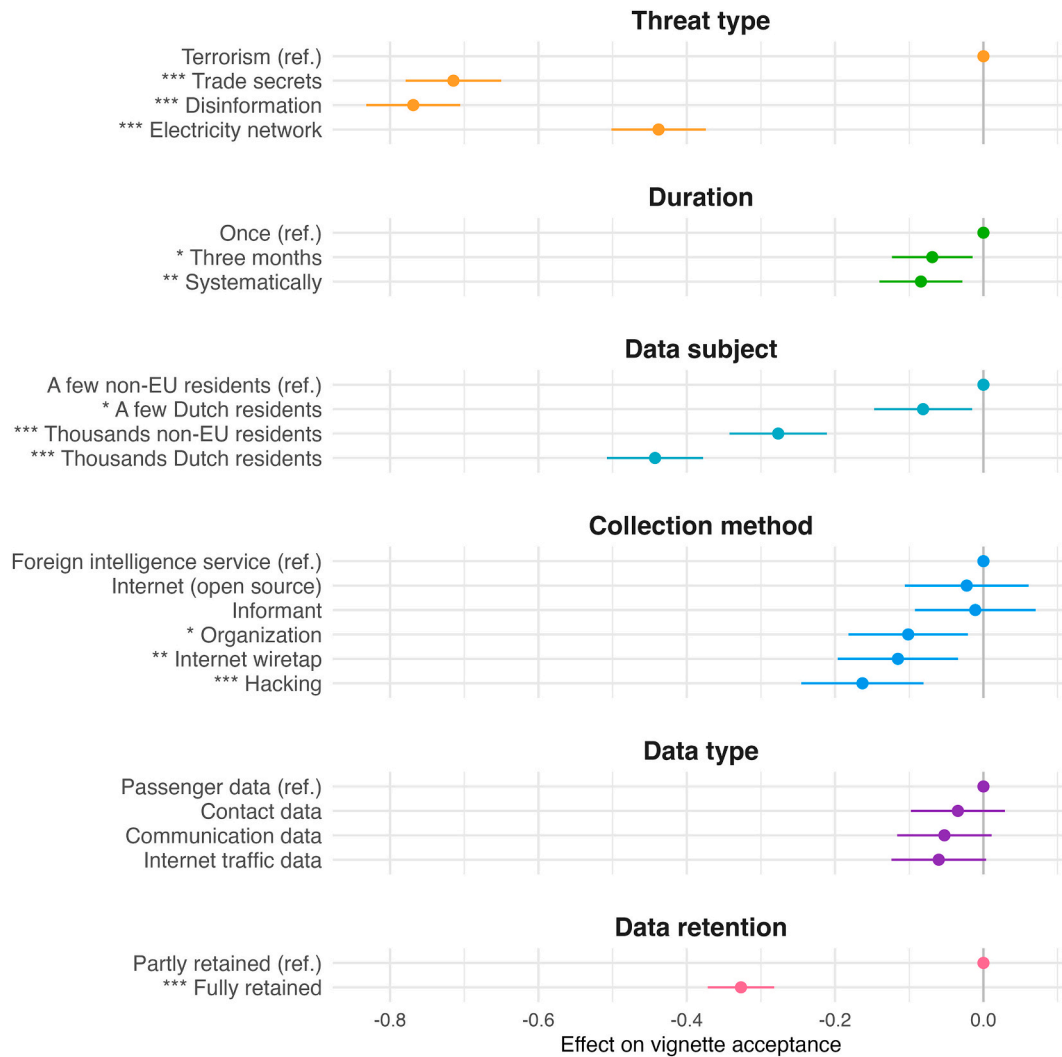 Threat type
Terrorism (ref.)
*** Trade secrets
*** Disinformation
*** Electricity network
Duration
Once (ref.)
* Three months
** Systematically
Data subject
A few non-EU residents (ref.)
* A few Dutch residents
*** Thousands non-EU residents
*** Thousands Dutch residents
Collection method
Foreign intelligence service (ref.)
Internet (open source)
Informant
* Organization
** Internet wiretap
*** Hacking
Data type
Passenger data (ref.)
Contact data
Communication data
Internet traffic data
Data retention
Partly retained (ref.)
*** Fully retained
-0.8 -0.6 -0.4 -0.2 0.0
Effect on vignette acceptance